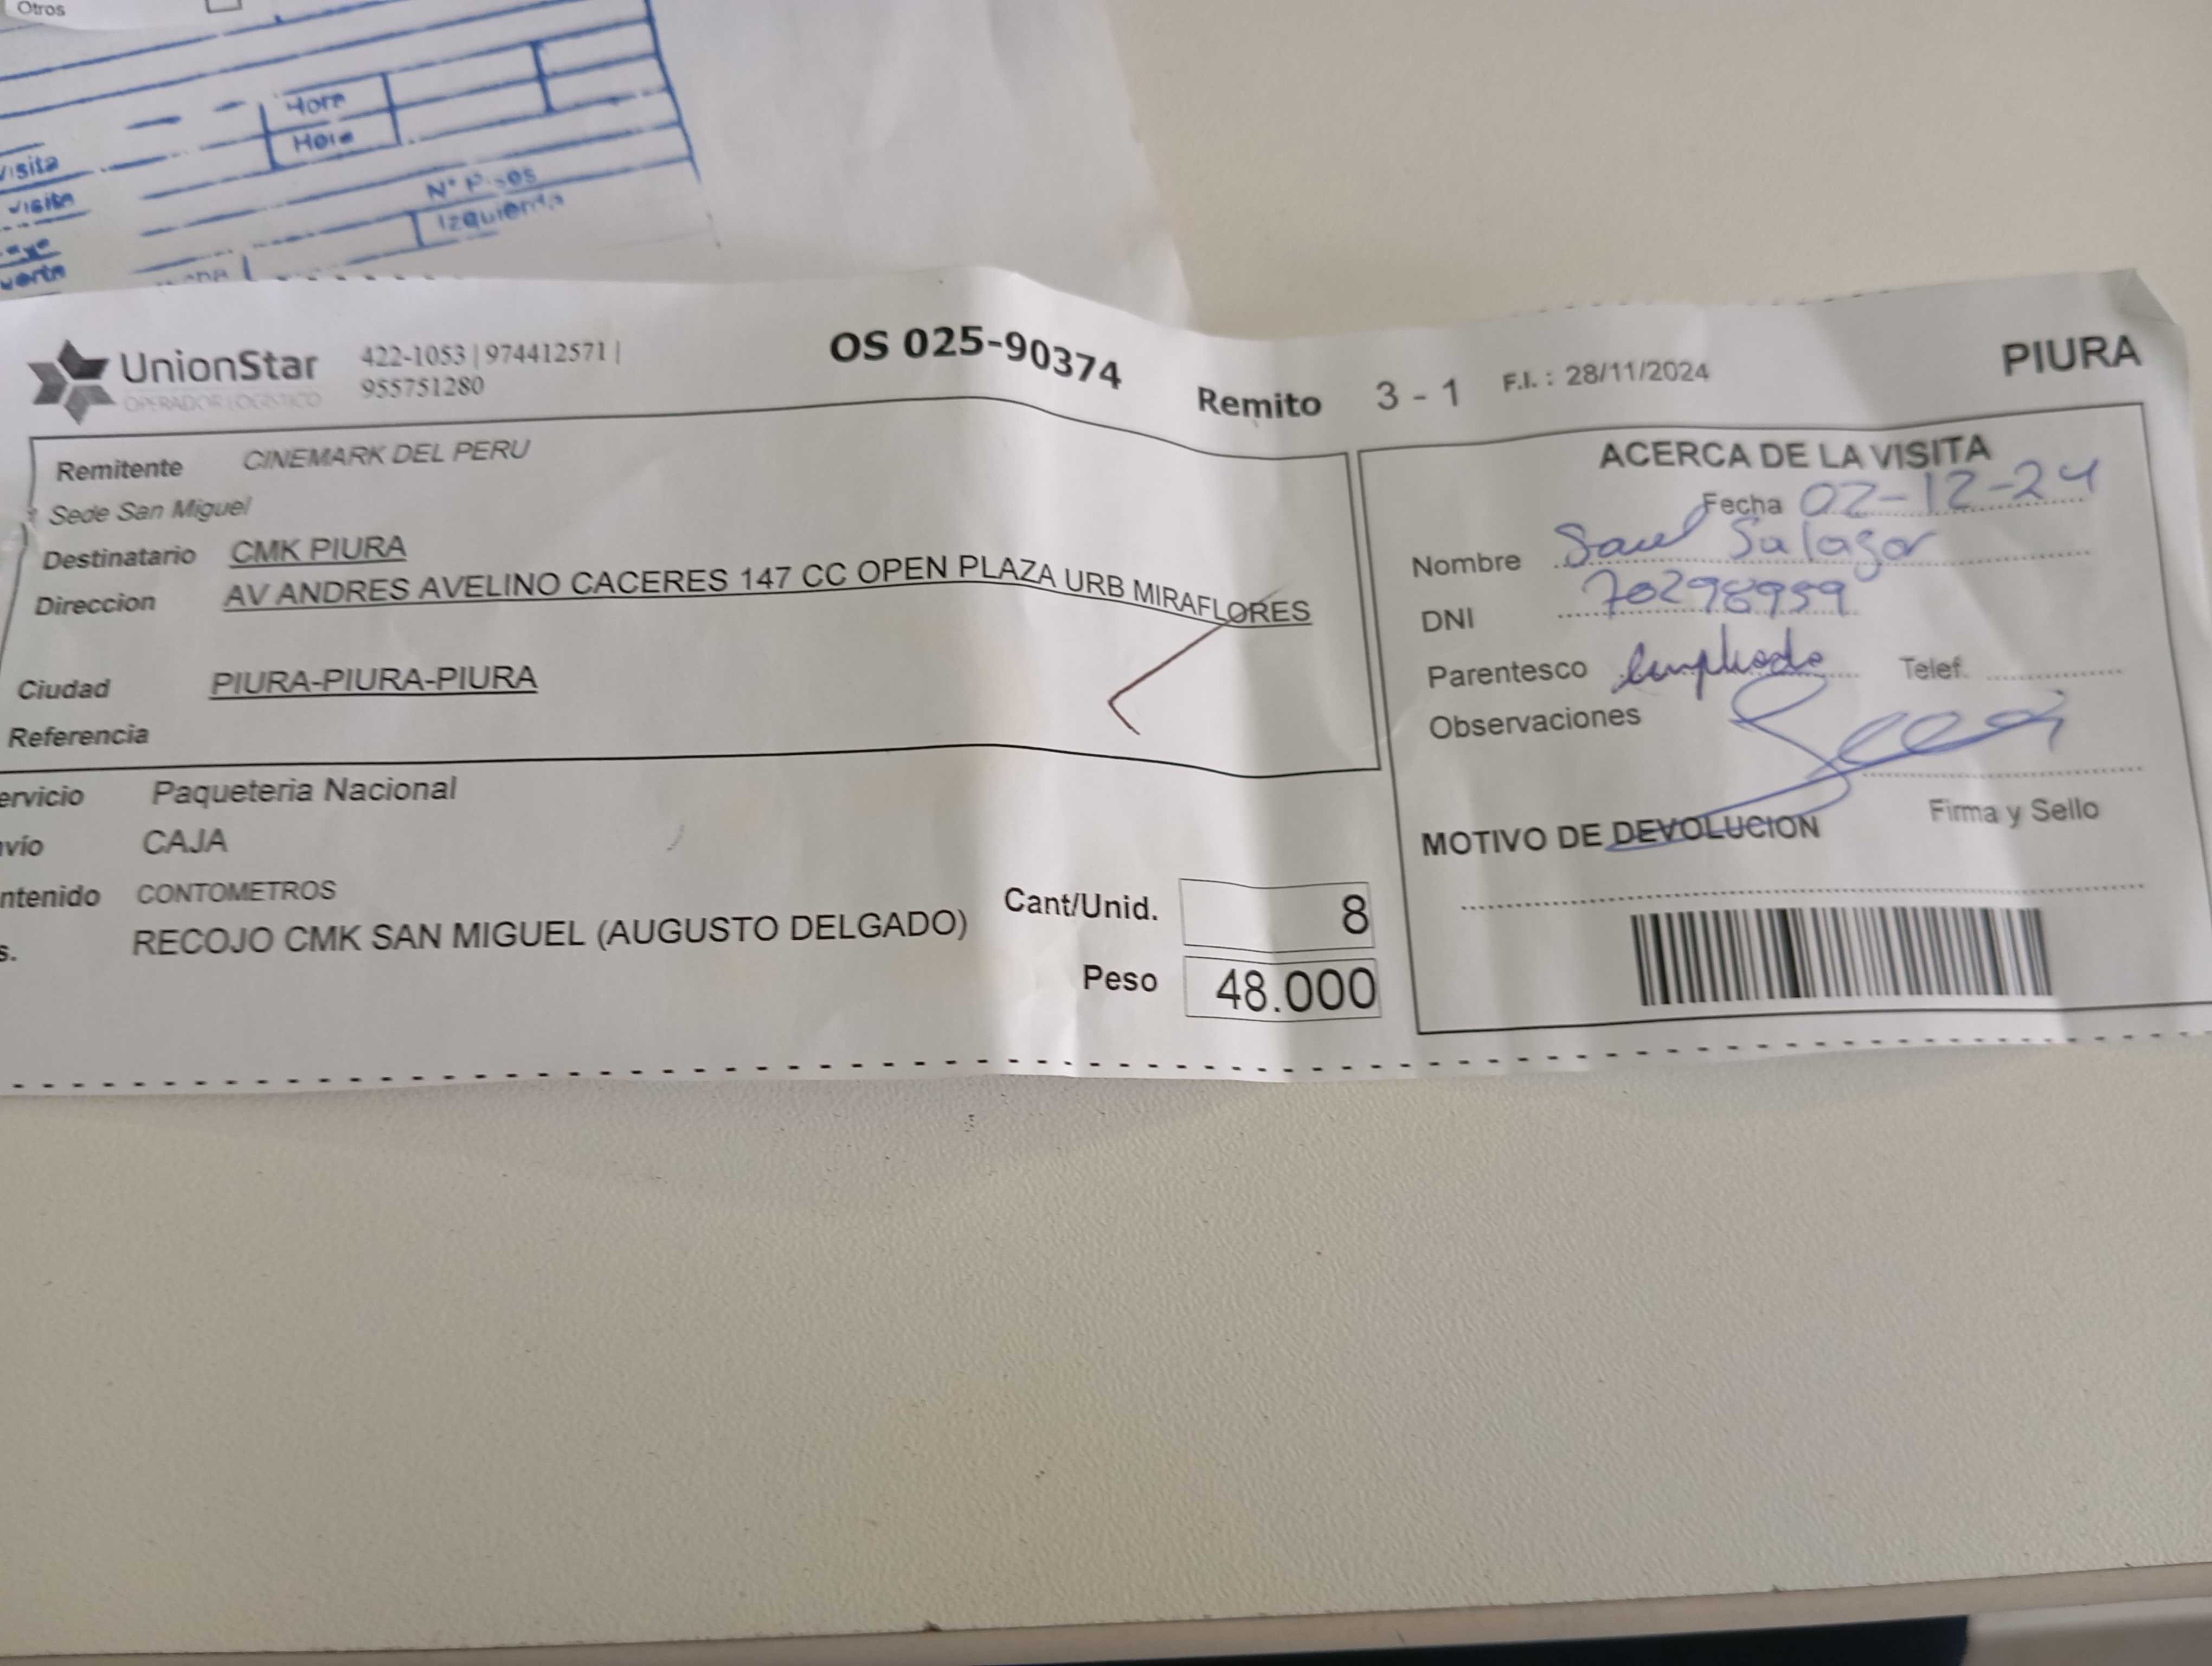 Otros
Hora
Hora
visita
visita
N° Pisos
Izquierda
UnionStar
OPERADOR LOGISTICO
422-1053 | 974412571 |
955751280
OS 025-90374
Remito 3 - 1 F.I. : 28/11/2024
PIURA
Remitente CINEMARK DEL PERU
Sede San Miguel
Destinatario CMK PIURA
Direccion AV ANDRES AVELINO CACERES 147 CC OPEN PLAZA URB MIRAFLORES
Ciudad PIURA-PIURA-PIURA
Referencia
ervicio Paqueteria Nacional
vío CAJA
ntenido CONTOMETROS
s. RECOJO CMK SAN MIGUEL (AUGUSTO DELGADO)
Cant/Unid. 8
Peso 48.000
ACERCA DE LA VISITA
Fecha 02-12-24
Nombre Saul Salazar
DNI 70298959
Parentesco empleado Telef.
Observaciones
Firma y Sello
MOTIVO DE DEVOLUCION